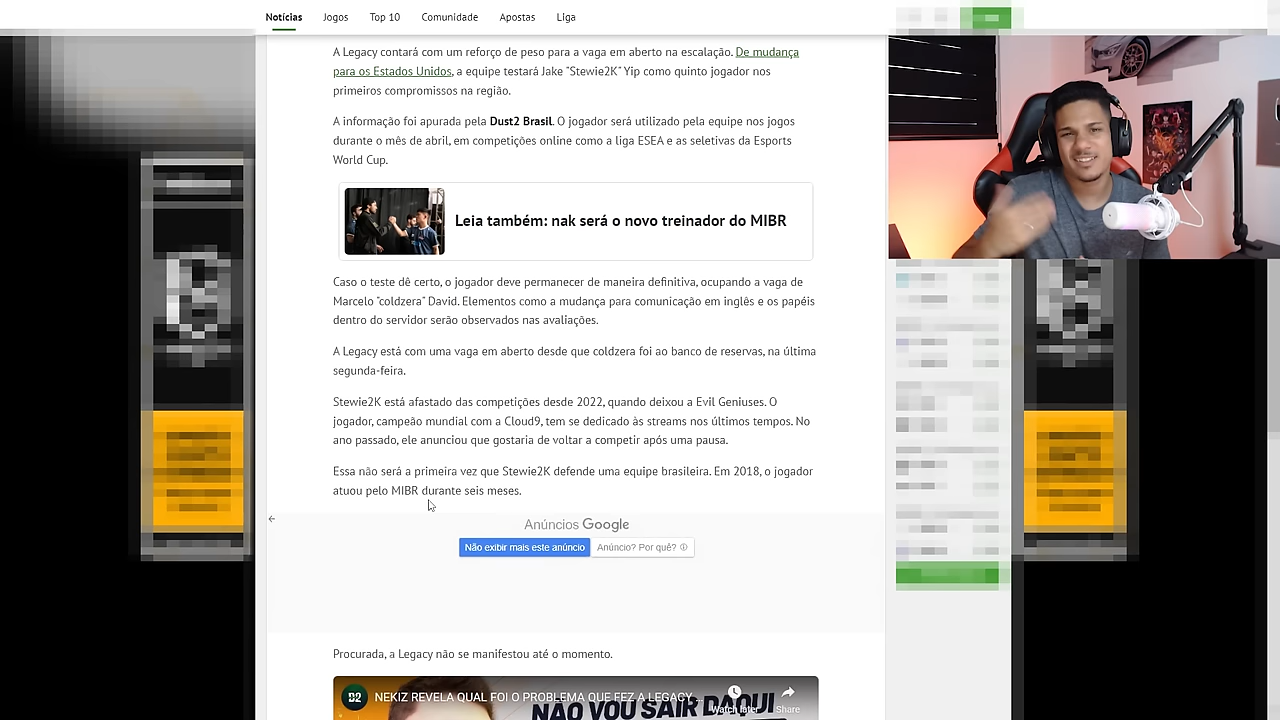 Notícias Jogos Top 10 Comunidade Apostas Liga
A Legacy contará com um reforço de peso para a vaga em aberto na escalação. De mudança
para os Estados Unidos, a equipe testará Jake "Stewie2K" Yip como quinto jogador nos
primeiros compromissos na região.
A informação foi apurada pela Dust2 Brasil. O jogador será utilizado pela equipe nos jogos
durante o mês de abril, em competições online como a liga ESEA e as seletivas da Esports
World Cup.
Leia também: nak será o novo treinador do MIBR
Caso o teste dê certo, o jogador deve permanecer de maneira definitiva, ocupando a vaga de
Marcelo "coldzera" David. Elementos como a mudança para comunicação em inglês e os papéis
dentro do servidor serão observados nas avaliações.
A Legacy está com uma vaga em aberto desde que coldzera foi ao banco de reservas, na última
segunda-feira.
Stewie2K está afastado das competições desde 2022, quando deixou a Evil Geniuses. O
jogador, campeão mundial com a Cloud9, tem se dedicado às streams nos últimos tempos. No
ano passado, ele anunciou que gostaria de voltar a competir após uma pausa.
Essa não será a primeira vez que Stewie2K defende uma equipe brasileira. Em 2018, o jogador
atuou pelo MIBR durante seis meses.
Anúncios Google
Não exibir mais este anúncio Anúncio? Por quê?
Procurada, a Legacy não se manifestou até o momento.
D2 NEKIZ REVELA QUAL FOI O PROBLEMA QUE FEZ A LEGACY
NÃO VOU SAIR DAQUI
Watch later Share